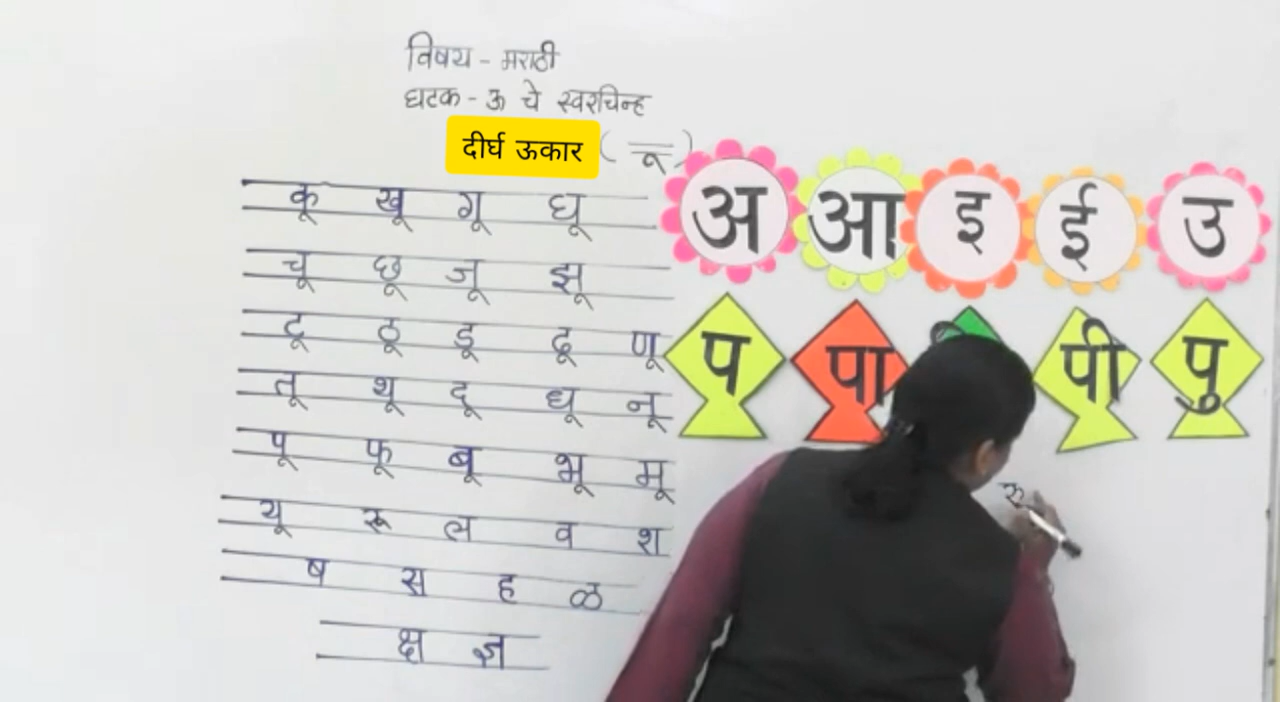 विषय - मराठी
घटक - ऊ चे स्वरचिन्ह
दीर्घ ऊकार ( ू )
कू खू गू घू
चू छू जू झू
टू ठू डू ढू णू
तू थू दू धू नू
पू फू बू भू मू
यू रू ल व श
ष स ह ळ
क्ष ज्ञ
अ आ इ ई उ
प पा पी पु